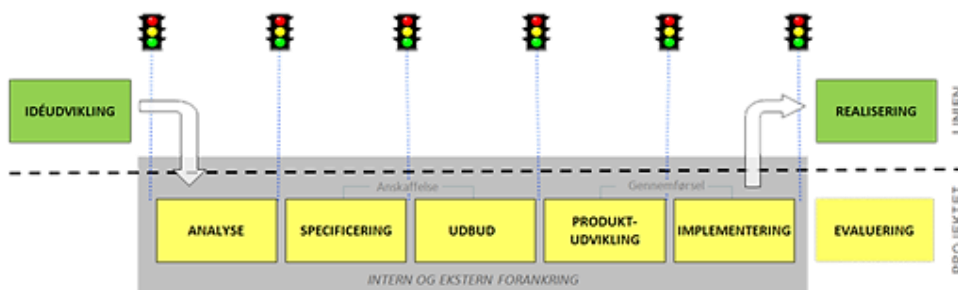 IDÉUDVIKLING
REALISERING
LINIEN
Anskaffelse
Gennemførsel
ANALYSE
SPECIFICERING
UDBUD
PRODUKT-
UDVIKLING
IMPLEMENTERING
EVALUERING
PROJEKTET
INTERN OG EKSTERN FORANKRING